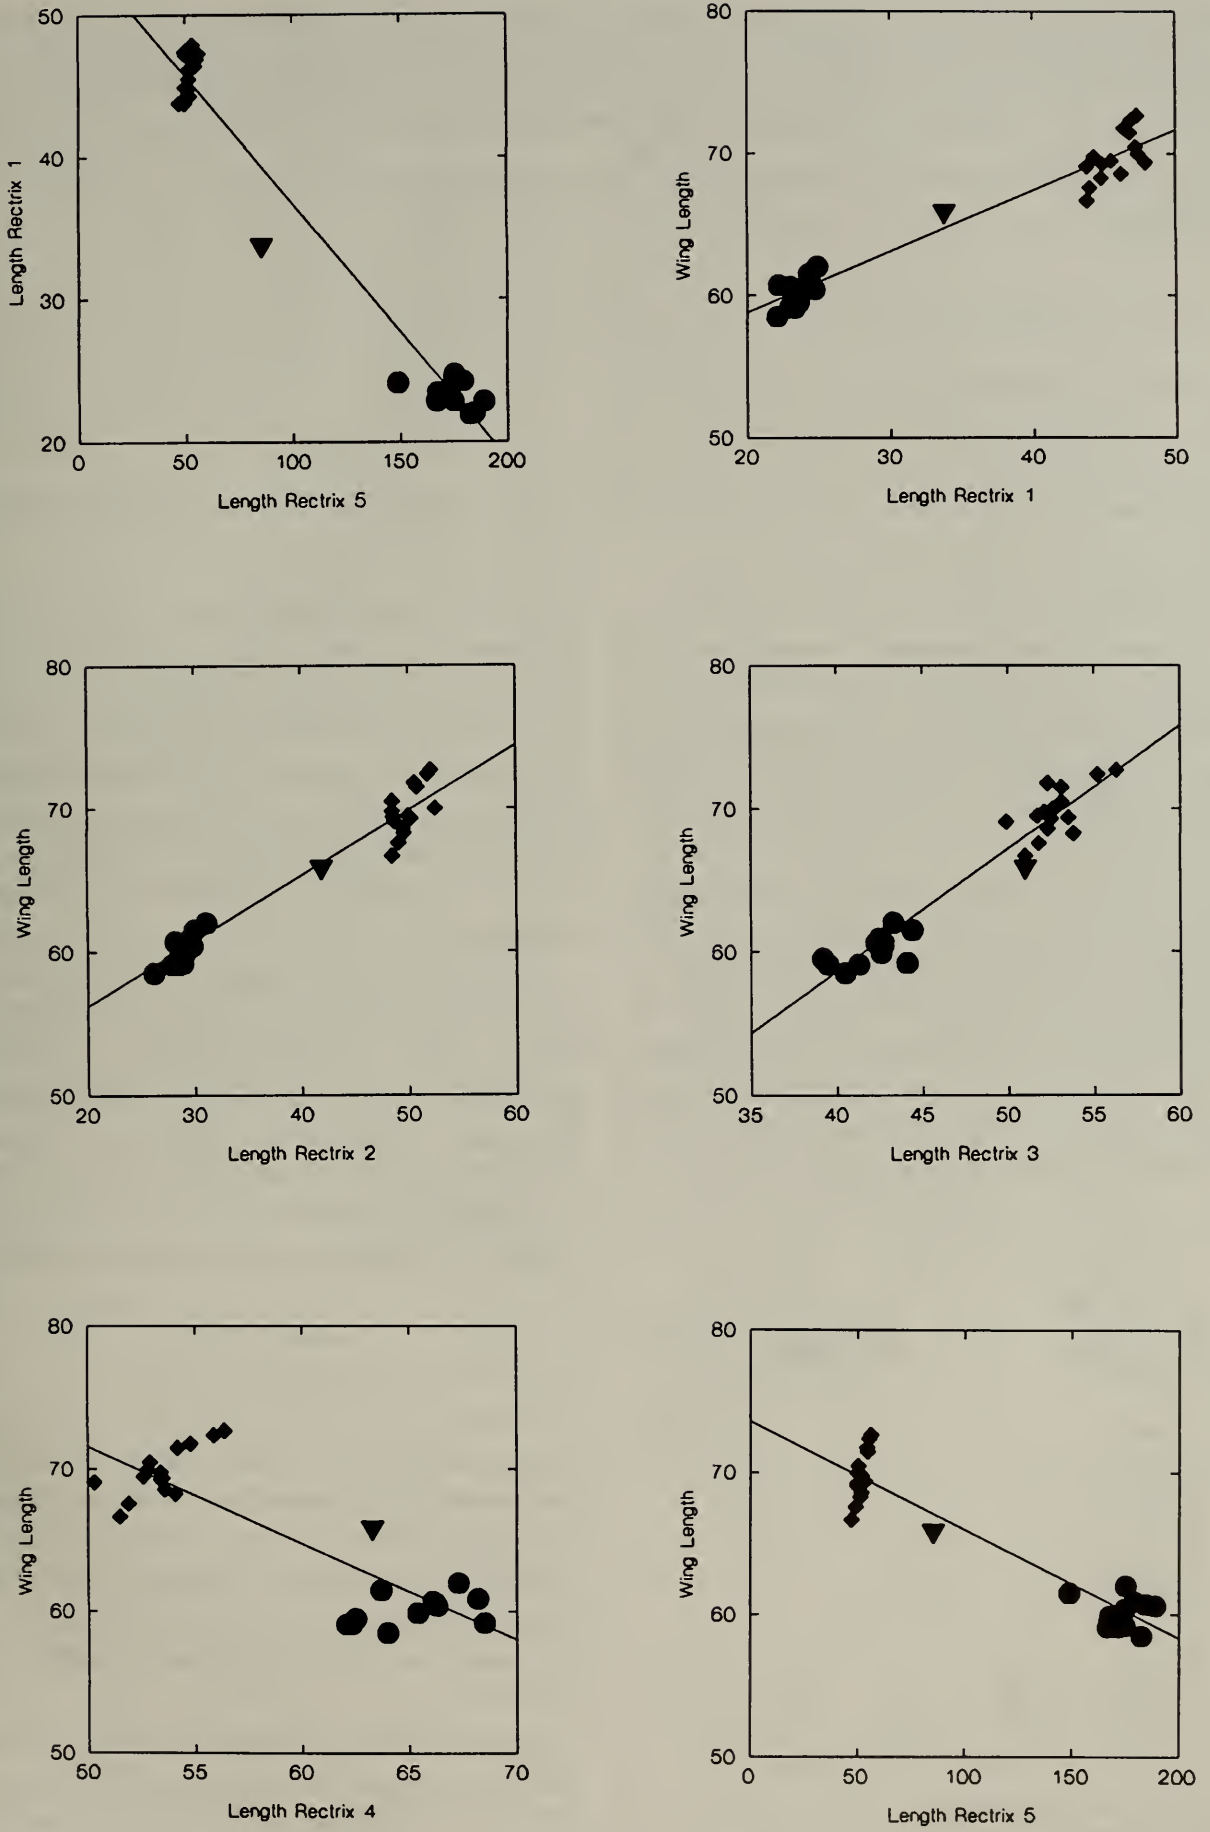 50
40
30
20
Length Rectrix 1
0 50 100 150 200
Length Rectrix 5
80
70
60
50
Wing Length
20 30 40 50
Length Rectrix 1
80
70
60
50
Wing Length
20 30 40 50 60
Length Rectrix 2
80
70
60
50
Wing Length
35 40 45 50 55 60
Length Rectrix 3
80
70
60
50
Wing Length
50 55 60 65 70
Length Rectrix 4
80
70
60
50
Wing Length
0 50 100 150 200
Length Rectrix 5